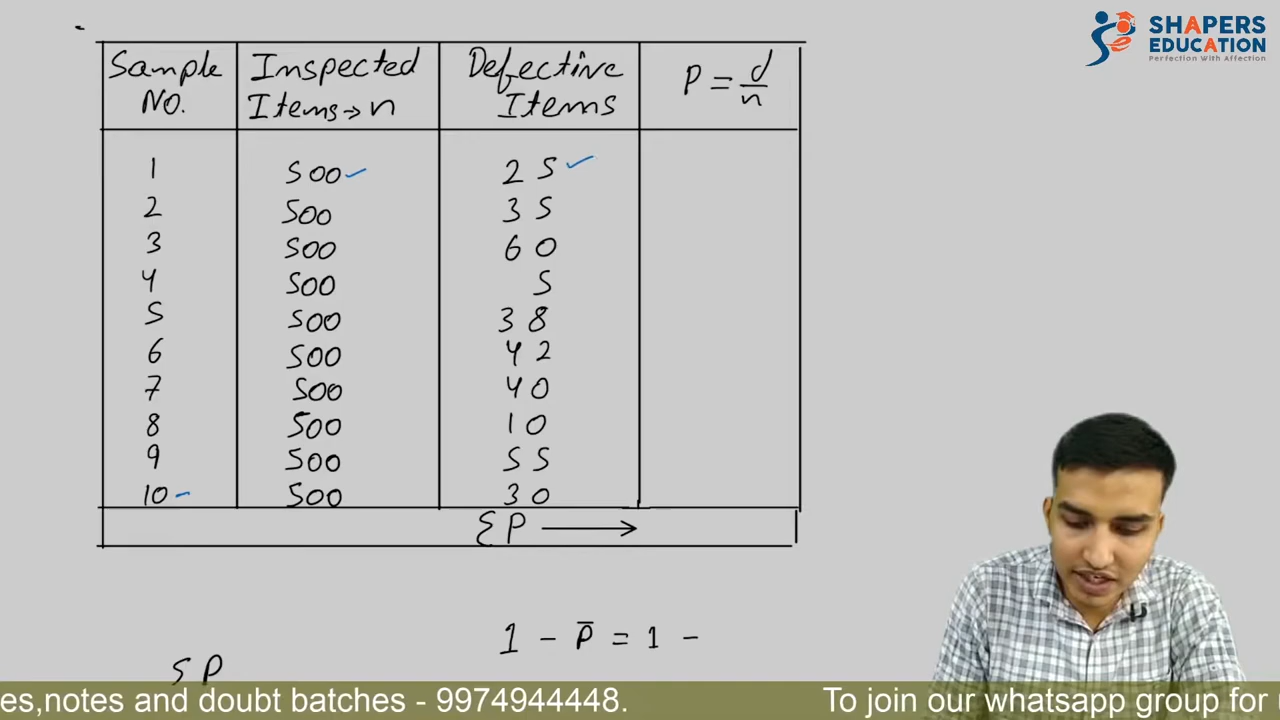 SHAPERS
EDUCATION
Perfection With Affection
Sample No. | Inspected Items → n | Defective Items | P = d/n
1 | 500 | 25
2 | 500 | 35
3 | 500 | 60
4 | 500 | 5
5 | 500 | 38
6 | 500 | 42
7 | 500 | 40
8 | 500 | 10
9 | 500 | 55
10 | 500 | 30
ΣP →
1 - P̄ = 1 -
ΣP
es,notes and doubt batches - 9974944448.
To join our whatsapp group for